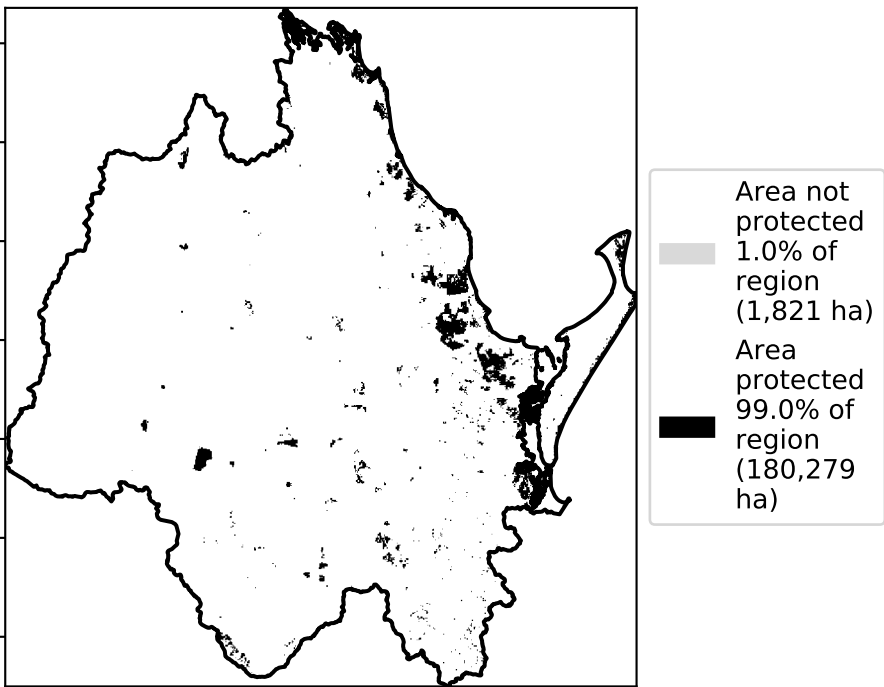 Area not
protected
1.0% of
region
(1,821 ha)
Area
protected
99.0% of
region
(180,279
ha)